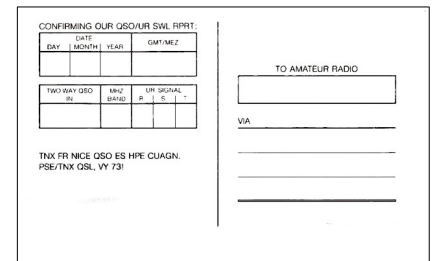 CONFIRMING OUR QSO/UR SWL RPRT:
DATE
DAY MONTH YEAR GMT/MEZ
TWO WAY QSO IN MHZ BAND UR SIGNAL
R S T
TNX FR NICE QSO ES HPE CUAGN.
PSE/TNX QSL, VY 73!
TO AMATEUR RADIO
VIA